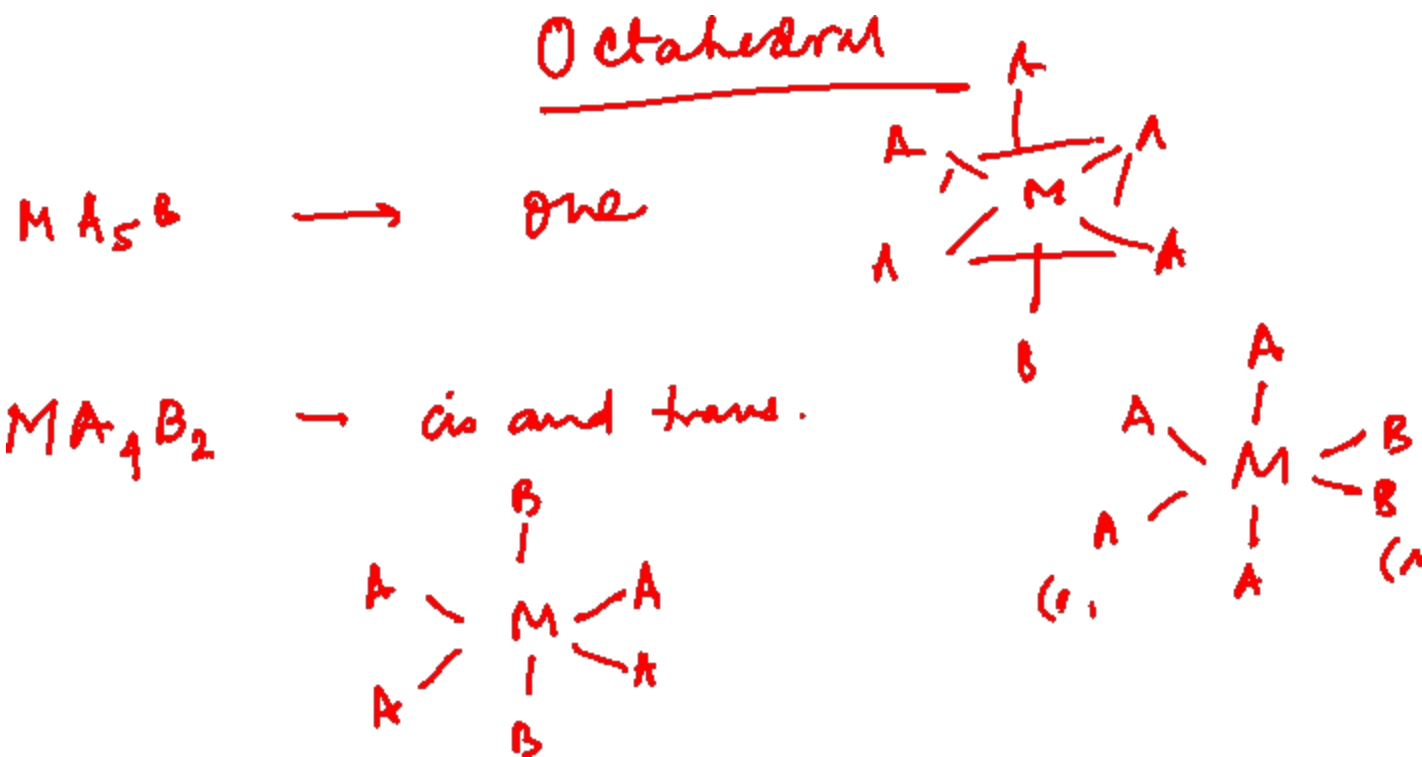 Octahedral
A
A A
MA5B → one M
A A
B
MA4B2 — cis and trans.
A
A B
M B
A A
B
A A
M
A A
B